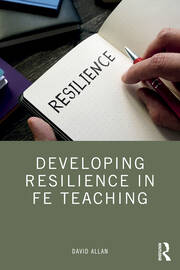 RESILIENCE
DEVELOPING
RESILIENCE IN
FE TEACHING
DAVID ALLAN